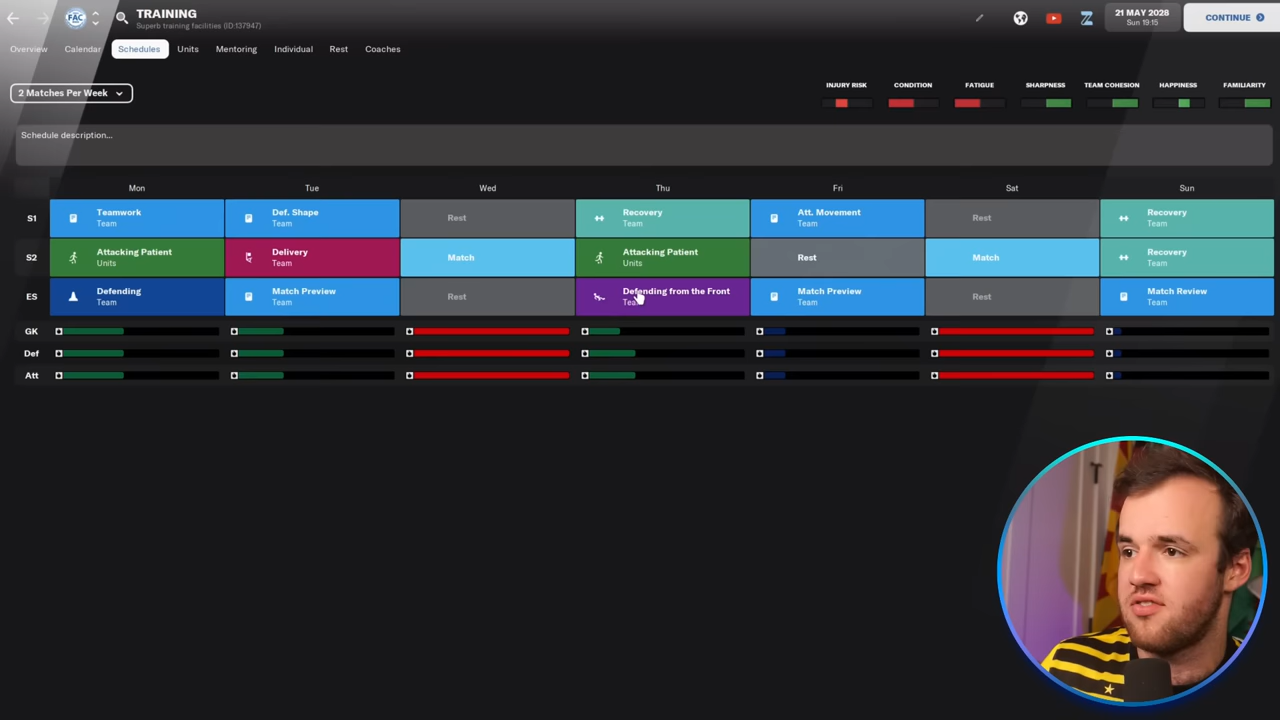 FAC
TRAINING
Superb training facilities (ID:137947)
21 MAY 2028
Sun 19:15
CONTINUE
Overview
Calendar
Schedules
Units
Mentoring
Individual
Rest
Coaches
2 Matches Per Week
INJURY RISK
CONDITION
FATIGUE
SHARPNESS
TEAM COHESION
HAPPINESS
FAMILIARITY
Schedule description...
Mon
Tue
Wed
Thu
Fri
Sat
Sun
S1
Teamwork
Team
Def. Shape
Team
Rest
Recovery
Team
Att. Movement
Team
Rest
Recovery
Team
S2
Attacking Patient
Units
Delivery
Team
Match
Attacking Patient
Units
Rest
Match
Recovery
Team
ES
Defending
Team
Match Preview
Team
Rest
Defending from the Front
Team
Match Preview
Team
Rest
Match Review
Team
GK
Def
Att